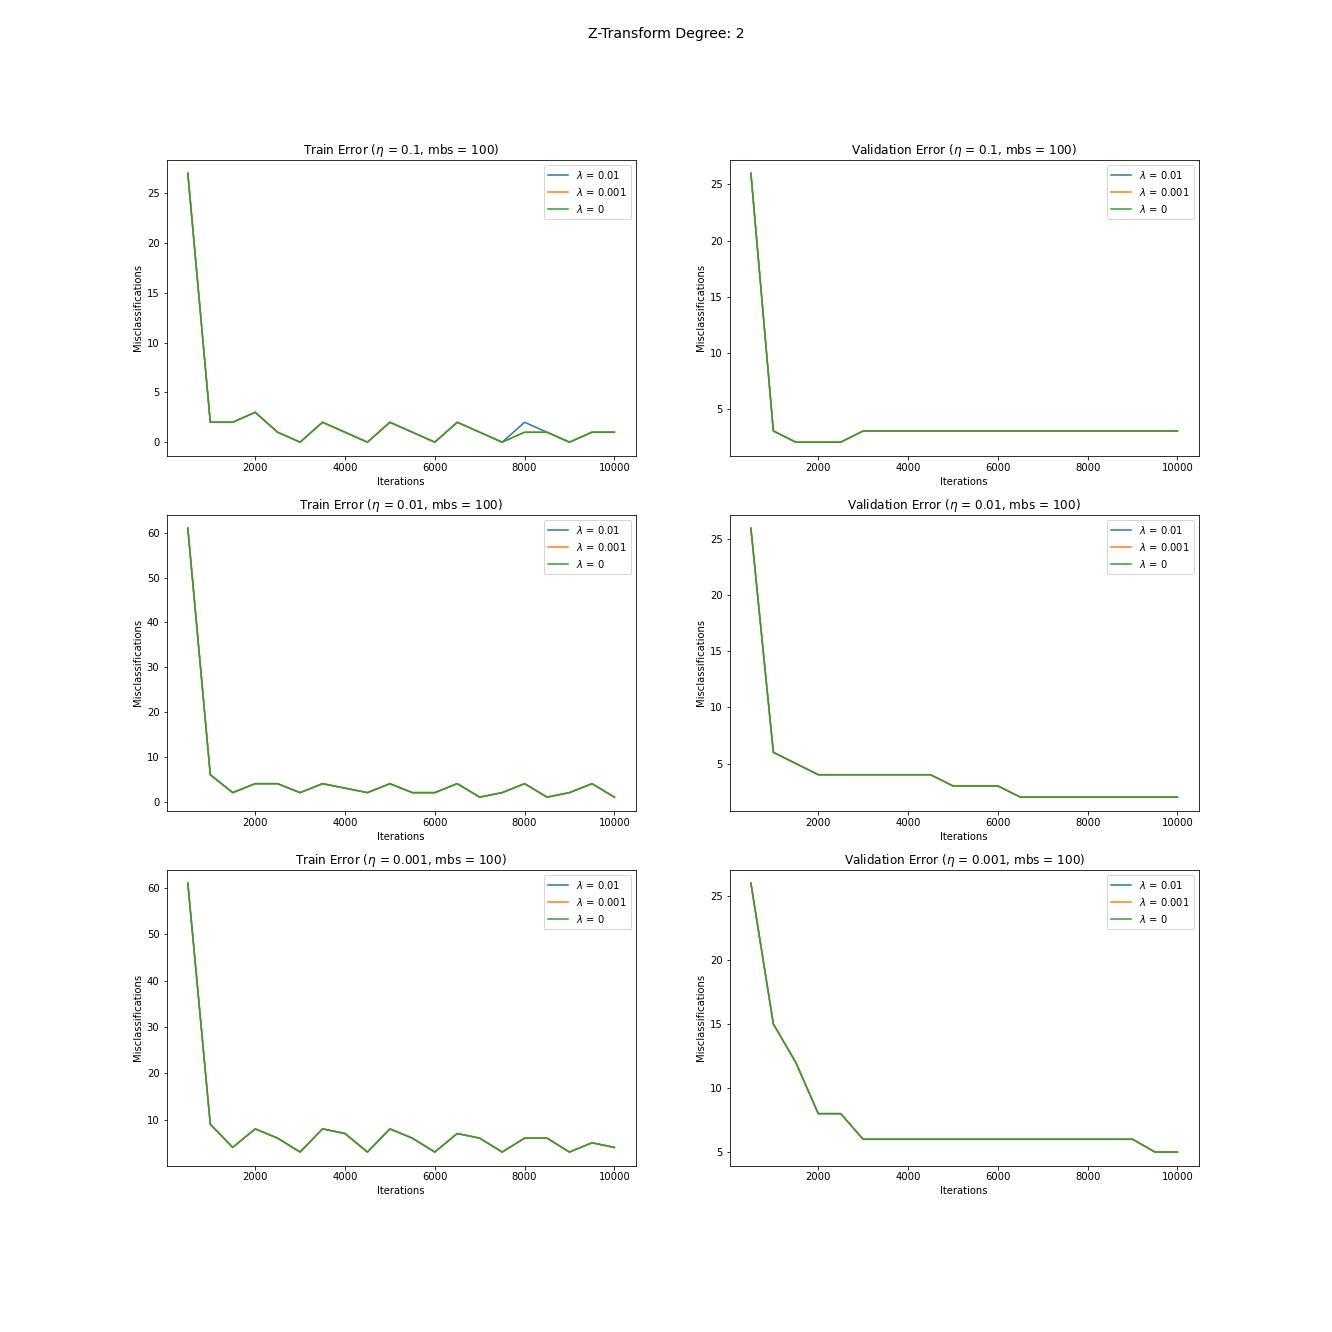 Z-Transform Degree: 2
Train Error (η = 0.1, mbs = 100)
Misclassifications
25
20
15
10
5
0
λ = 0.01
λ = 0.001
λ = 0
2000 4000 6000 8000 10000
Iterations
Validation Error (η = 0.1, mbs = 100)
Misclassifications
25
20
15
10
5
λ = 0.01
λ = 0.001
λ = 0
2000 4000 6000 8000 10000
Iterations
Train Error (η = 0.01, mbs = 100)
Misclassifications
60
50
40
30
20
10
0
λ = 0.01
λ = 0.001
λ = 0
2000 4000 6000 8000 10000
Iterations
Validation Error (η = 0.01, mbs = 100)
Misclassifications
25
20
15
10
5
λ = 0.01
λ = 0.001
λ = 0
2000 4000 6000 8000 10000
Iterations
Train Error (η = 0.001, mbs = 100)
Misclassifications
60
50
40
30
20
10
λ = 0.01
λ = 0.001
λ = 0
2000 4000 6000 8000 10000
Iterations
Validation Error (η = 0.001, mbs = 100)
Misclassifications
25
20
15
10
5
λ = 0.01
λ = 0.001
λ = 0
2000 4000 6000 8000 10000
Iterations